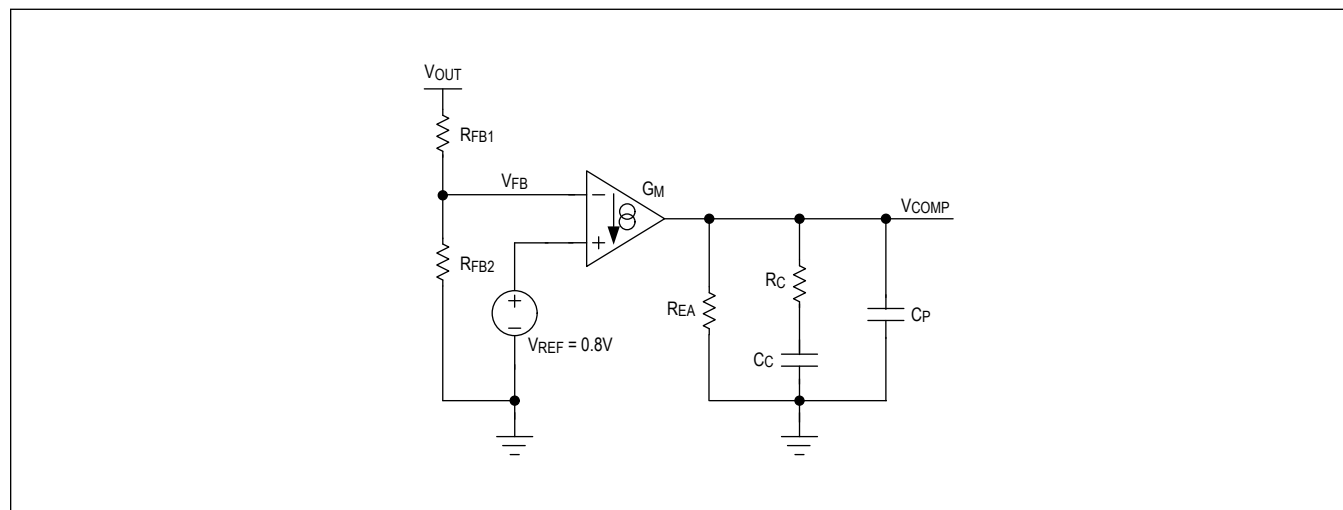 VOUT
RFB1
VFB
GM
−
+
VCOMP
RFB2
+
−
VREF = 0.8V
REA
RC
CC
CP